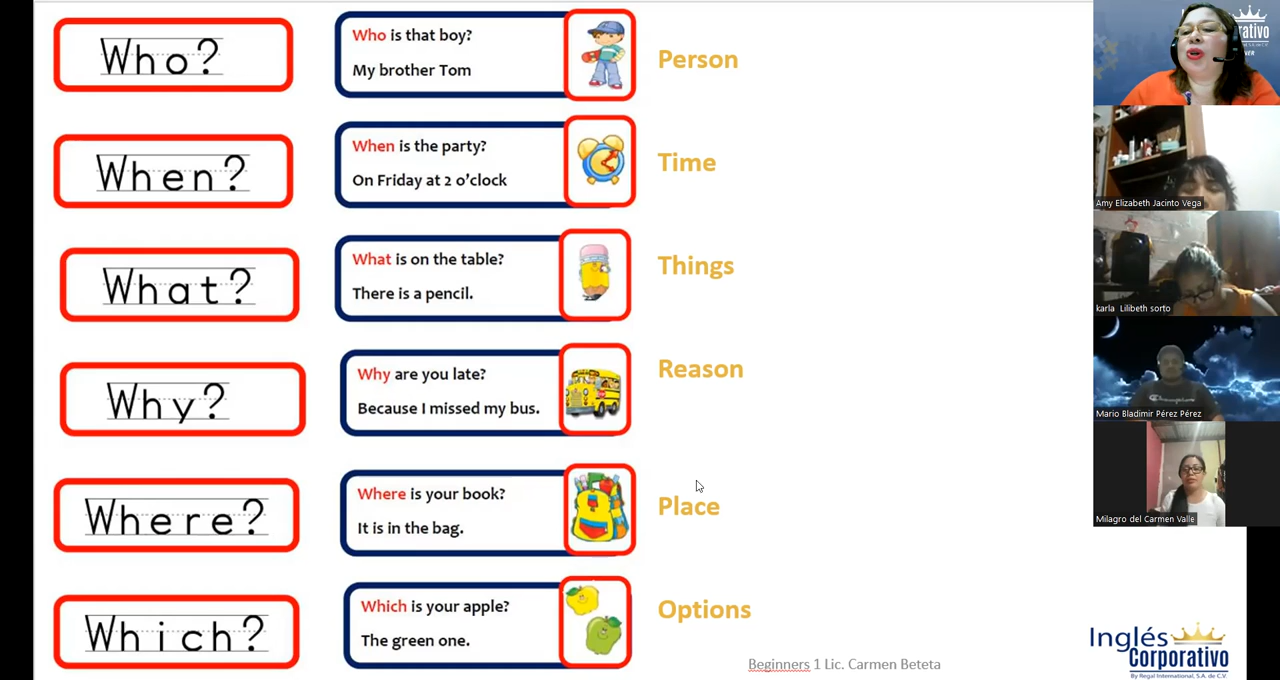 Who?
Who is that boy?
My brother Tom
Person
When?
When is the party?
On Friday at 2 o’clock
Time
What?
What is on the table?
There is a pencil.
Things
Why?
Why are you late?
Because I missed my bus.
Reason
Where?
Where is your book?
It is in the bag.
Place
Which?
Which is your apple?
The green one.
Options
Beginners 1 Lic. Carmen Beteta
Inglés
Corporativo
By Regal International, S.A. de C.V.
Amy Elizabeth Jacinto Vega
karla Lilibeth sorto
Mario Bladimir Pérez Pérez
Milagro del Carmen Valle